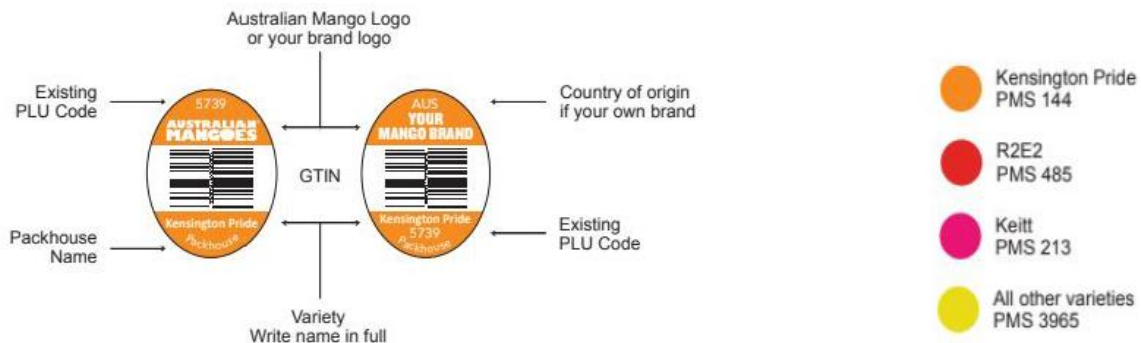 Australian Mango Logo
or your brand logo
Existing
PLU Code
5739
AUSTRALIAN
MANGOES
Kensington Pride
Packhouse
Packhouse
Name
GTIN
AUS
YOUR
MANGO BRAND
Kensington Pride
5739
Packhouse
Country of origin
if your own brand
Existing
PLU Code
Variety
Write name in full
Kensington Pride
PMS 144
R2E2
PMS 485
Keitt
PMS 213
All other varieties
PMS 3965